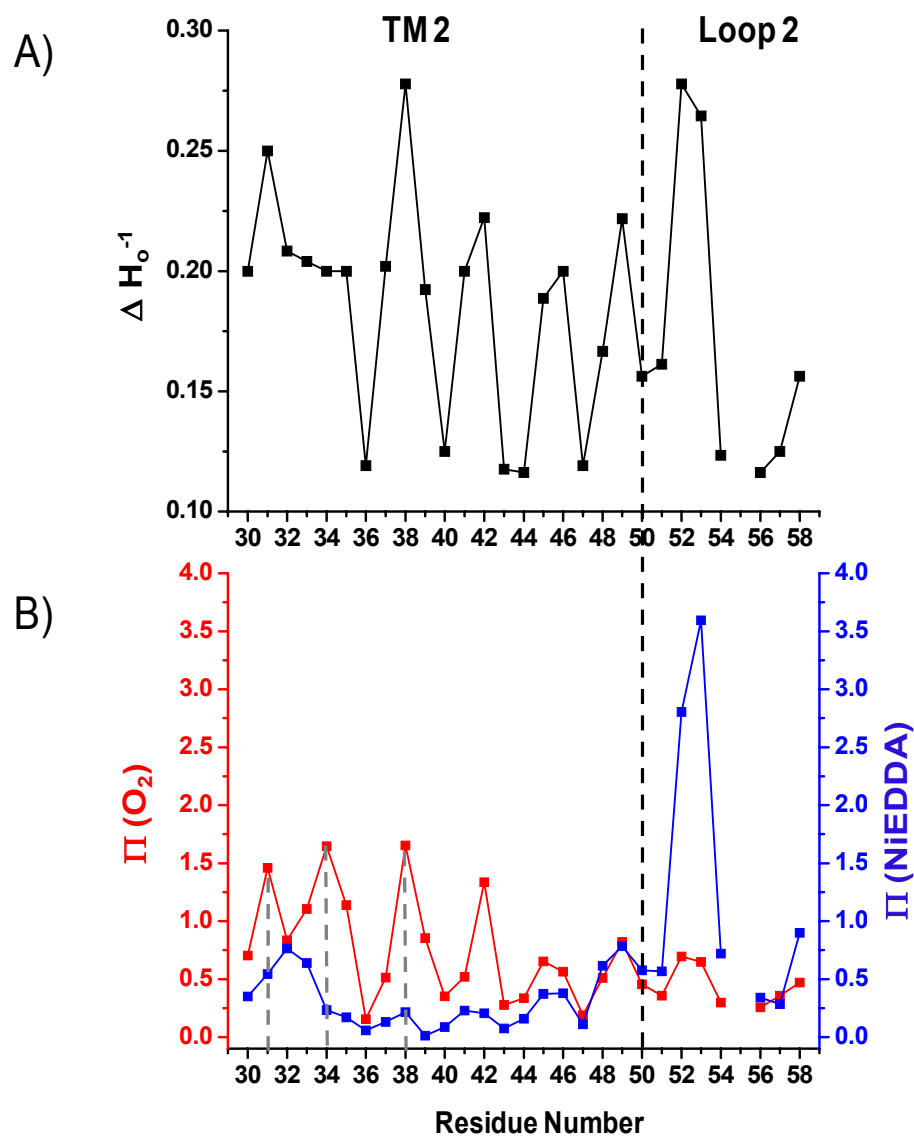 A)
TM 2
Loop 2
0.30
0.25
0.20
0.15
0.10
Δ Hₒ⁻¹
30 32 34 36 38 40 42 44 46 48 50 52 54 56 58
B)
4.0
3.5
3.0
2.5
2.0
1.5
1.0
0.5
0.0
Π (O₂)
4.0
3.5
3.0
2.5
2.0
1.5
1.0
0.5
0.0
Π (NiEDDA)
30 32 34 36 38 40 42 44 46 48 50 52 54 56 58
Residue Number